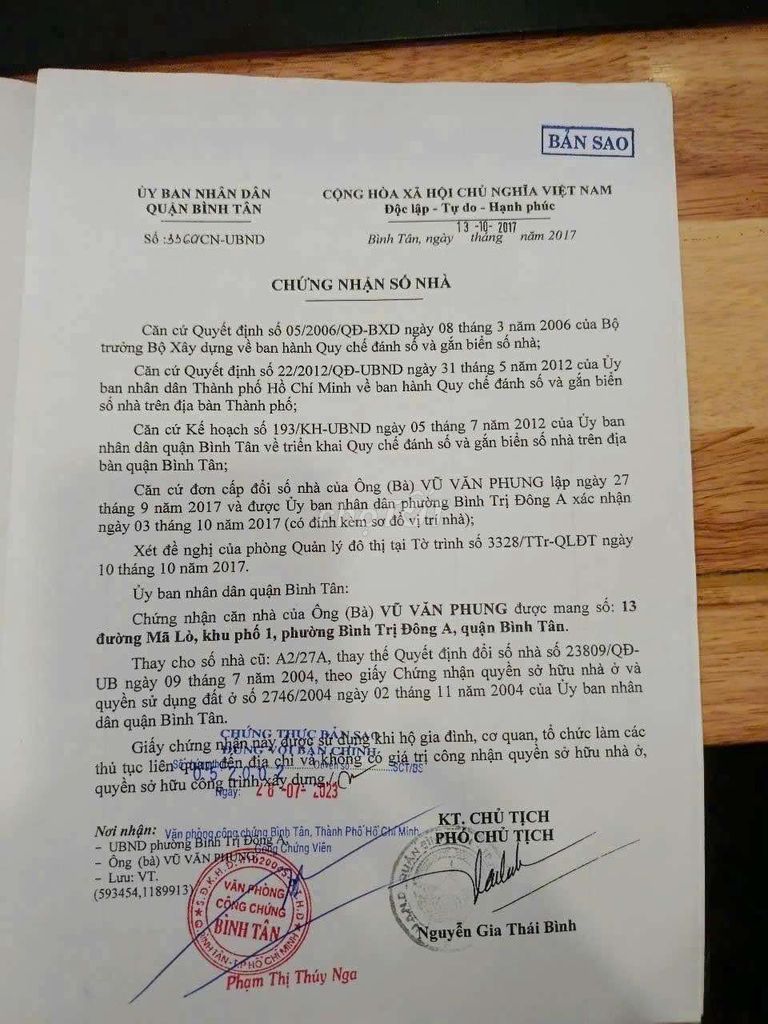 BẢN SAO
ỦY BAN NHÂN DÂN
QUẬN BÌNH TÂN
CỘNG HÒA XÃ HỘI CHỦ NGHĨA VIỆT NAM
Độc lập - Tự do - Hạnh phúc
Số :3360/CN-UBND
13 -10- 2017
Bình Tân, ngày tháng năm 2017
CHỨNG NHẬN SỐ NHÀ
Căn cứ Quyết định số 05/2006/QĐ-BXD ngày 08 tháng 3 năm 2006 của Bộ
trưởng Bộ Xây dựng về ban hành Quy chế đánh số và gắn biển số nhà;
Căn cứ Quyết định số 22/2012/QĐ-UBND ngày 31 tháng 5 năm 2012 của Ủy
ban nhân dân Thành phố Hồ Chí Minh về ban hành Quy chế đánh số và gắn biển
số nhà trên địa bàn Thành phố;
Căn cứ Kế hoạch số 193/KH-UBND ngày 05 tháng 7 năm 2012 của Ủy ban
nhân dân quận Bình Tân về triển khai Quy chế đánh số và gắn biển số nhà trên địa
bàn quận Bình Tân;
Căn cứ đơn cấp đổi số nhà của Ông (Bà) VŨ VĂN PHUNG lập ngày 27
tháng 9 năm 2017 và được Ủy ban nhân dân phường Bình Trị Đông A xác nhận
ngày 03 tháng 10 năm 2017 (có đính kèm sơ đồ vị trí nhà);
Xét đề nghị của phòng Quản lý đô thị tại Tờ trình số 3328/TTr-QLĐT ngày
10 tháng 10 năm 2017.
Ủy ban nhân dân quận Bình Tân:
Chứng nhận căn nhà của Ông (Bà) VŨ VĂN PHUNG được mang số: 13
đường Mã Lò, khu phố 1, phường Bình Trị Đông A, quận Bình Tân.
Thay cho số nhà cũ: A2/27A, thay thế Quyết định đổi số nhà số 23809/QĐ-
UB ngày 09 tháng 7 năm 2004, theo giấy Chứng nhận quyền sở hữu nhà ở và
quyền sử dụng đất ở số 2746/2004 ngày 02 tháng 11 năm 2004 của Ủy ban nhân
dân quận Bình Tân.
CHỨNG THỰC BẢN SAO
Giấy chứng nhận này được sử dụng khi hộ gia đình, cơ quan, tổ chức làm các
ĐÚNG VỚI BẢN CHÍNH
thủ tục liên quan đến địa chỉ và không có giá trị công nhận quyền sở hữu nhà ở,
SCT/BS
quyền sở hữu công trình xây dựng./.
Ngày: 28 -07- 2023
KT. CHỦ TỊCH
PHÓ CHỦ TỊCH
Nơi nhận:
Văn phòng công chứng Bình Tân, Thành Phố Hồ Chí Minh
- UBND phường Bình Trị Đông A;
Công Chứng Viên
- Ông (bà) VŨ VĂN PHUNG;
- Lưu: VT.
(593454,1189913)
VĂN PHÒNG
CÔNG CHỨNG
BÌNH TÂN
Nguyễn Gia Thái Bình
Phạm Thị Thúy Nga